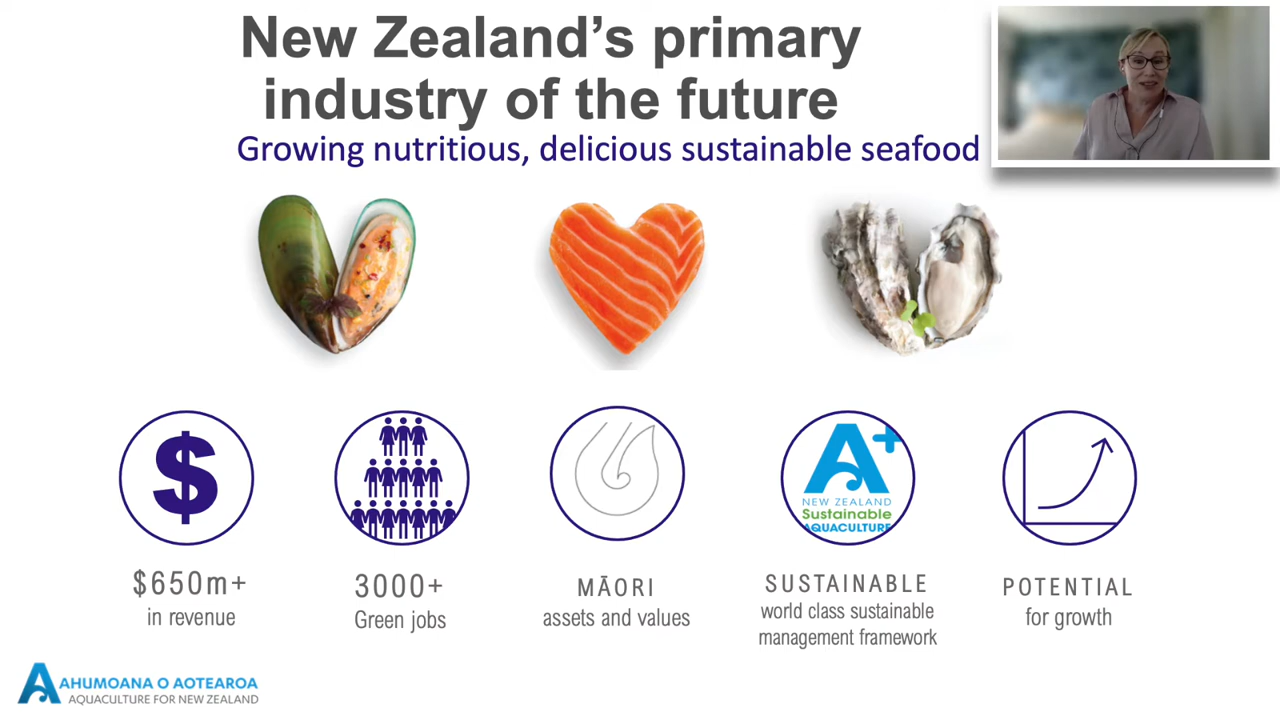 New Zealand's primary
industry of the future
Growing nutritious, delicious sustainable seafood
$
A+
NEW ZEALAND
Sustainable
AQUACULTURE
$650m+
in revenue
3000+
Green jobs
MĀORI
assets and values
SUSTAINABLE
world class sustainable
management framework
POTENTIAL
for growth
AHUMOANA O AOTEAROA
AQUACULTURE FOR NEW ZEALAND